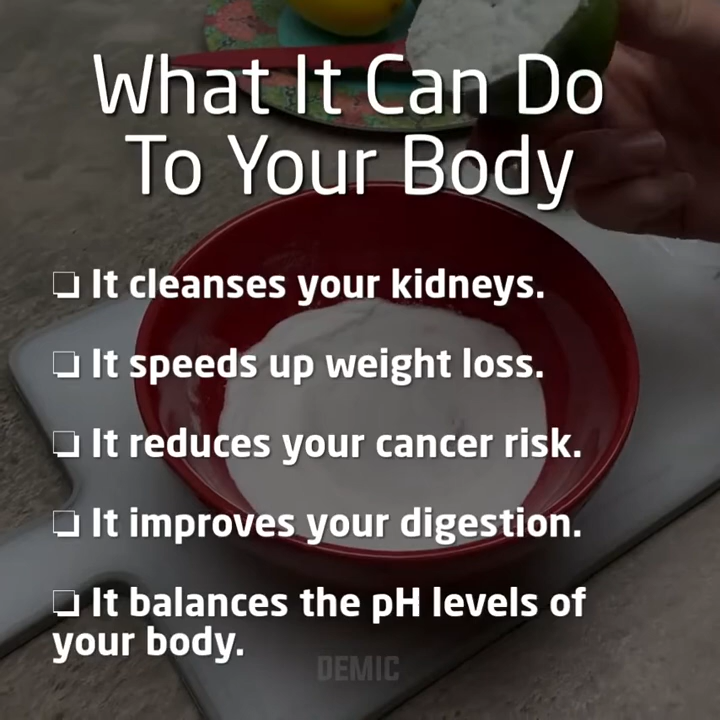 What It Can Do
To Your Body
❏ It cleanses your kidneys.
❏ It speeds up weight loss.
❏ It reduces your cancer risk.
❏ It improves your digestion.
❏ It balances the pH levels of
your body.
DEMIC